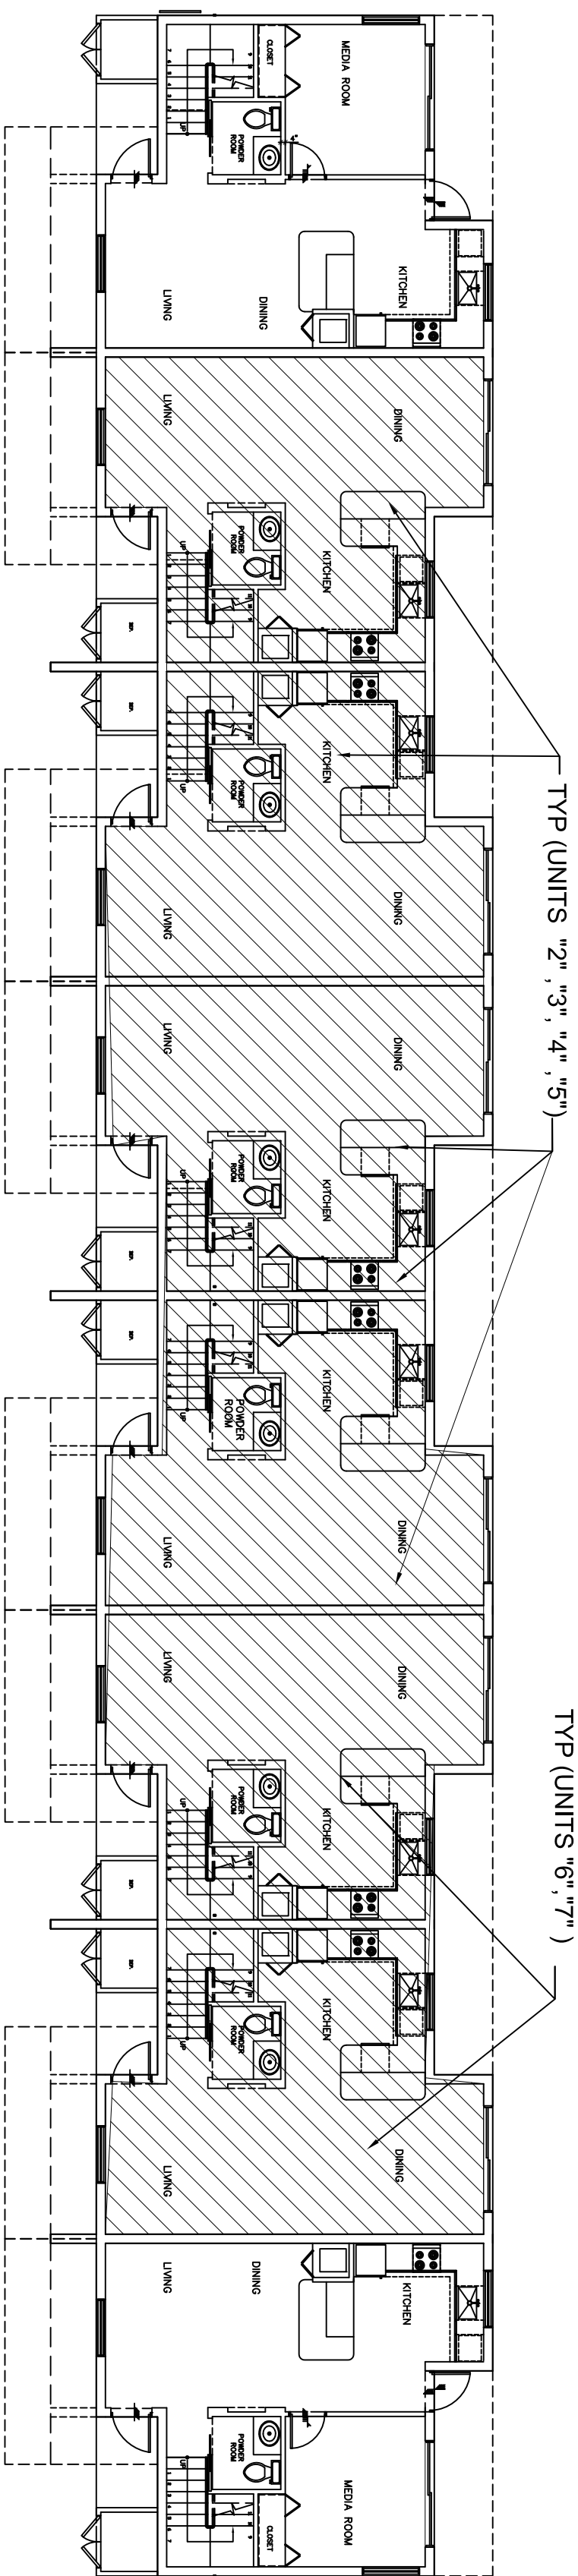 TYP (UNITS "2" ,"3", "4" ,"5")
TYP (UNITS "6","7" )
CLOSET
MEDIA ROOM
UP
POWDER
ROOM
4"
KITCHEN
LIVING
DINING
LIVING
DINING
POWDER
ROOM
KITCHEN
UP
KITCHEN
POWDER
ROOM
UP
LIVING
DINING
LIVING
DINING
POWDER
ROOM
KITCHEN
UP
KITCHEN
POWDER
ROOM
UP
LIVING
DINING
LIVING
DINING
POWDER
ROOM
KITCHEN
UP
KITCHEN
POWDER
ROOM
UP
LIVING
DINING
LIVING
DINING
KITCHEN
POWDER
ROOM
UP
CLOSET
MEDIA ROOM